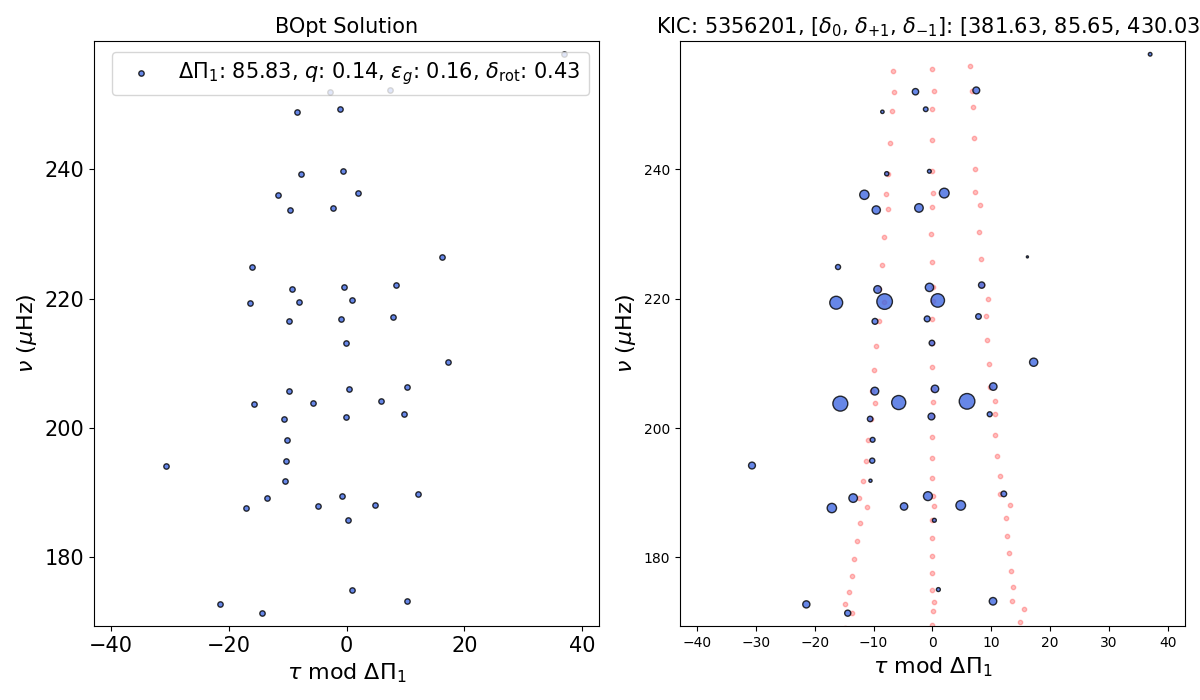 BOpt Solution
ΔΠ₁: 85.83, q: 0.14, ε_g: 0.16, δ_rot: 0.43
240
220
200
180
ν (μHz)
−40 −20 0 20 40
τ mod ΔΠ₁
KIC: 5356201, [δ₀, δ₊₁, δ₋₁]: [381.63, 85.65, 430.03
240
220
200
180
ν (μHz)
−40 −30 −20 −10 0 10 20 30 40
τ mod ΔΠ₁